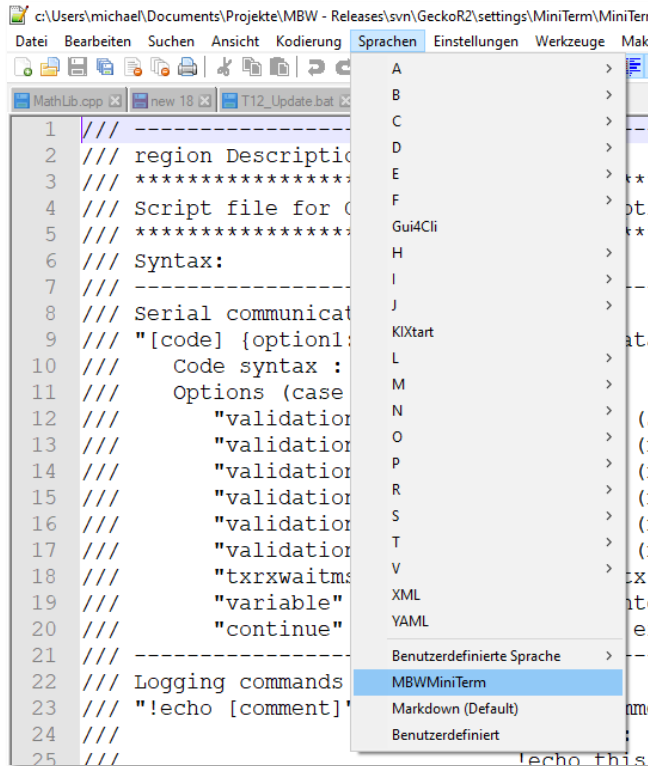 c:\Users\michael\Documents\Projekte\MBW - Releases\svn\GeckoR2\settings\MiniTerm\
Datei Bearbeiten Suchen Ansicht Kodierung Sprachen Einstellungen Werkzeuge Mak
MathLib.cpp new 18 T12_Update.bat
A
B
C
D
E
F
Gui4Cli
H
I
J
KIXtart
L
M
N
O
P
R
S
T
V
XML
YAML
Benutzerdefinierte Sprache
MBWMiniTerm
Markdown (Default)
Benutzerdefiniert
1 /// -----------------
2 /// region Descriptio
3 /// *****************
4 /// Script file for
5 /// *****************
6 /// Syntax:
7 /// -----------------
8 /// Serial communicat
9 /// "[code] {option1:
10 /// Code syntax :
11 /// Options (case
12 /// "validation
13 /// "validation
14 /// "validation
15 /// "validation
16 /// "validation
17 /// "validation
18 /// "txrxwaitms
19 /// "variable"
20 /// "continue"
21 /// -----------------
22 /// Logging commands
23 /// "!echo [comment]"
24 ///
25 /// !echo this